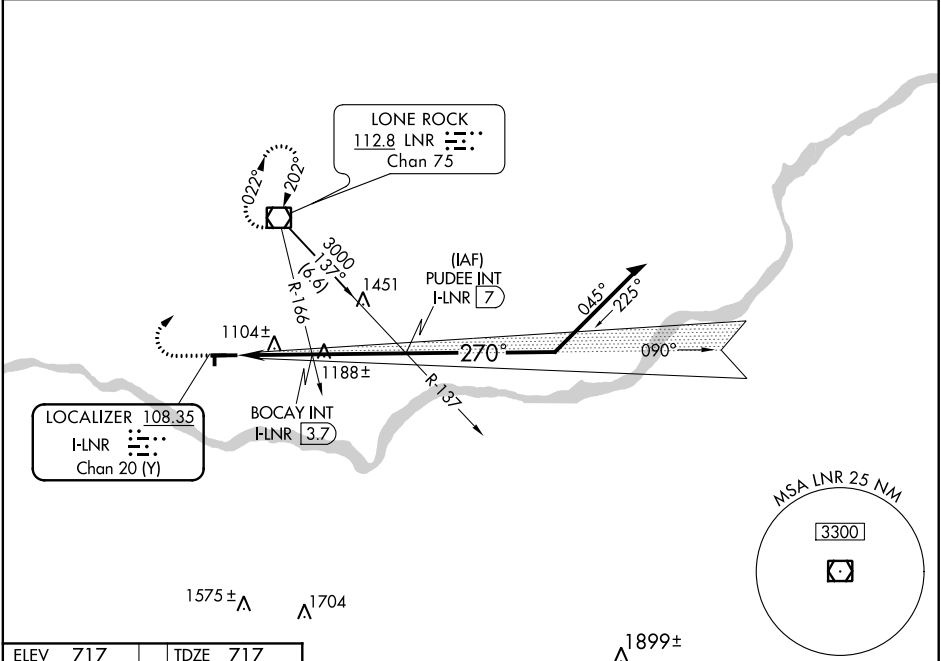 LONE ROCK
112.8 LNR
Chan 75
022°
202°
3000
137°
(6.6)
1451
(IAF)
PUDEE INT
I-LNR 7
045°
225°
R-166
1104±
270°
090°
1188±
R-137
LOCALIZER 108.35
I-LNR
Chan 20 (Y)
BOCAY INT
I-LNR 3.7
MSA LNR 25 NM
3300
1575±
1704
1899±
ELEV 717 TDZE 717